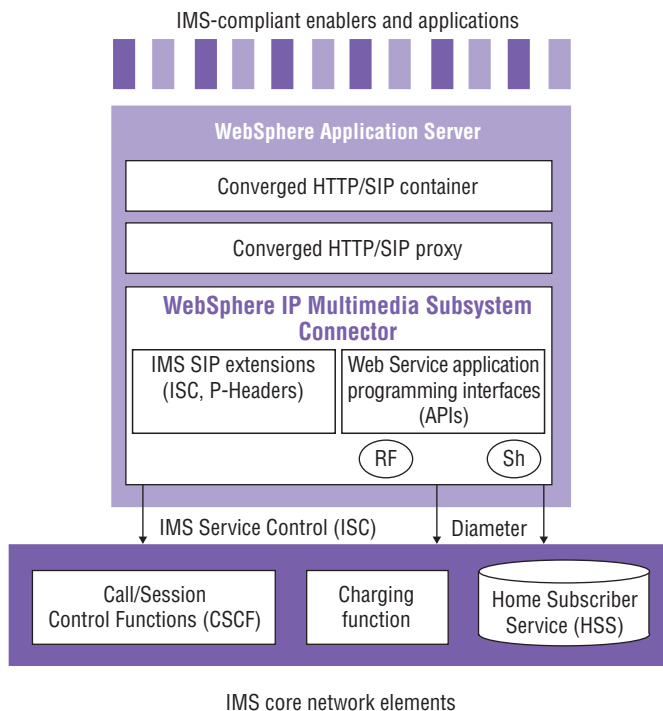 IMS-compliant enablers and applications
WebSphere Application Server
Converged HTTP/SIP container
Converged HTTP/SIP proxy
WebSphere IP Multimedia Subsystem
Connector
IMS SIP extensions
(ISC, P-Headers)
Web Service application
programming interfaces
(APIs)
RF
Sh
IMS Service Control (ISC)
Diameter
Call/Session
Control Functions (CSCF)
Charging
function
Home Subscriber
Service (HSS)
IMS core network elements